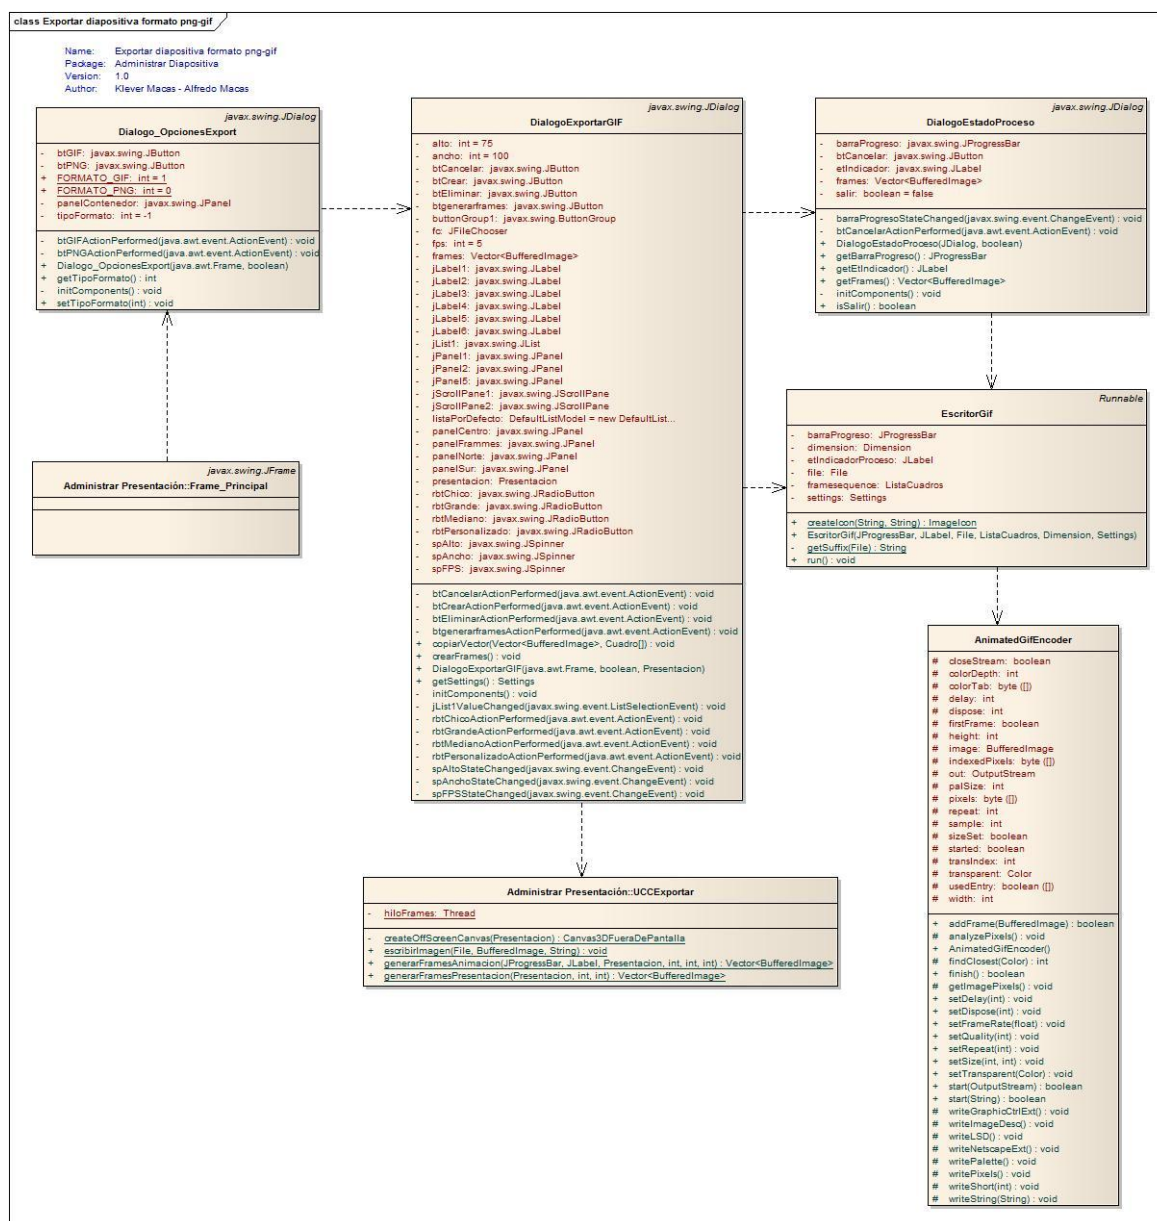 class Exportar diapositiva formato png-gif
Name: Exportar diapositiva formato png-gif
Package: Administrar Diapositiva
Version: 1.0
Author: Klever Macas - Alfredo Macas
javax.swing.JDialog
Dialogo_OpcionesExport
- btGIF: javax.swing.JButton
- btPNG: javax.swing.JButton
+ FORMATO_GIF: int = 1
+ FORMATO_PNG: int = 0
- panelContenedor: javax.swing.JPanel
- tipoFormato: int = -1
- btGIFActionPerformed(java.awt.event.ActionEvent) : void
- btPNGActionPerformed(java.awt.event.ActionEvent) : void
+ Dialogo_OpcionesExport(java.awt.Frame, boolean)
+ getTipoFormato() : int
- initComponents() : void
+ setTipoFormato(int) : void
javax.swing.JFrame
Administrar Presentación::Frame_Principal
javax.swing.JDialog
DialogoExportarGIF
- alto: int = 75
- ancho: int = 100
- btCancelar: javax.swing.JButton
- btCrear: javax.swing.JButton
- btEliminar: javax.swing.JButton
- btgenerarframes: javax.swing.JButton
- buttonGroup1: javax.swing.ButtonGroup
- fc: JFileChooser
- fps: int = 5
- frames: Vector<BufferedImage>
- jLabel1: javax.swing.JLabel
- jLabel2: javax.swing.JLabel
- jLabel3: javax.swing.JLabel
- jLabel4: javax.swing.JLabel
- jLabel5: javax.swing.JLabel
- jLabel6: javax.swing.JLabel
- jList1: javax.swing.JList
- jPanel1: javax.swing.JPanel
- jPanel2: javax.swing.JPanel
- jPanel5: javax.swing.JPanel
- jScrollPane1: javax.swing.JScrollPane
- jScrollPane2: javax.swing.JScrollPane
- listaPorDefecto: DefaultListModel = new DefaultList...
- panelCentro: javax.swing.JPanel
- panelFrammes: javax.swing.JPanel
- panelNorte: javax.swing.JPanel
- panelSur: javax.swing.JPanel
- presentacion: Presentacion
- rbtChico: javax.swing.JRadioButton
- rbtGrande: javax.swing.JRadioButton
- rbtMediano: javax.swing.JRadioButton
- rbtPersonalizado: javax.swing.JRadioButton
- spAlto: javax.swing.JSpinner
- spAncho: javax.swing.JSpinner
- spFPS: javax.swing.JSpinner
- btCancelarActionPerformed(java.awt.event.ActionEvent) : void
- btCrearActionPerformed(java.awt.event.ActionEvent) : void
- btEliminarActionPerformed(java.awt.event.ActionEvent) : void
- btgenerarframesActionPerformed(java.awt.event.ActionEvent) : void
+ copiarVector(Vector<BufferedImage>, Cuadro[]) : void
+ crearFrames() : void
+ DialogoExportarGIF(java.awt.Frame, boolean, Presentacion)
+ getSettings() : Settings
- initComponents() : void
- jList1ValueChanged(javax.swing.event.ListSelectionEvent) : void
- rbtChicoActionPerformed(java.awt.event.ActionEvent) : void
- rbtGrandeActionPerformed(java.awt.event.ActionEvent) : void
- rbtMedianoActionPerformed(java.awt.event.ActionEvent) : void
- rbtPersonalizadoActionPerformed(java.awt.event.ActionEvent) : void
- spAltoStateChanged(javax.swing.event.ChangeEvent) : void
- spAnchoStateChanged(javax.swing.event.ChangeEvent) : void
- spFPSStateChanged(javax.swing.event.ChangeEvent) : void
Administrar Presentación::UCCExportar
- hiloFrames: Thread
- createOffScreenCanvas(Presentacion) : Canvas3DFueraDePantalla
+ escribirImagen(File, BufferedImage, String) : void
+ generarFramesAnimacion(JProgressBar, JLabel, Presentacion, int, int, int) : Vector<BufferedImage>
+ generarFramesPresentacion(Presentacion, int, int) : Vector<BufferedImage>
javax.swing.JDialog
DialogoEstadoProceso
- barraProgreso: javax.swing.JProgressBar
- btCancelar: javax.swing.JButton
- etIndicador: javax.swing.JLabel
- frames: Vector<BufferedImage>
- salir: boolean = false
- barraProgresoStateChanged(javax.swing.event.ChangeEvent) : void
- btCancelarActionPerformed(java.awt.event.ActionEvent) : void
+ DialogoEstadoProceso(JDialog, boolean)
+ getBarraProgreso() : JProgressBar
+ getEtIndicador() : JLabel
+ getFrames() : Vector<BufferedImage>
- initComponents() : void
+ isSalir() : boolean
Runnable
EscritorGif
- barraProgreso: JProgressBar
- dimension: Dimension
- etIndicadorProceso: JLabel
- file: File
- framesequence: ListaCuadros
- settings: Settings
+ createIcon(String, String) : ImageIcon
+ EscritorGif(JProgressBar, JLabel, File, ListaCuadros, Dimension, Settings)
- getSuffix(File) : String
+ run() : void
AnimatedGifEncoder
# closeStream: boolean
# colorDepth: int
# colorTab: byte ([])
# delay: int
# dispose: int
# firstFrame: boolean
# height: int
# image: BufferedImage
# indexedPixels: byte ([])
# out: OutputStream
# palSize: int
# pixels: byte ([])
# repeat: int
# sample: int
# sizeSet: boolean
# started: boolean
# transIndex: int
# transparent: Color
# usedEntry: boolean ([])
# width: int
+ addFrame(BufferedImage) : boolean
# analyzePixels() : void
+ AnimatedGifEncoder()
# findClosest(Color) : int
+ finish() : boolean
# getImagePixels() : void
+ setDelay(int) : void
+ setDispose(int) : void
+ setFrameRate(float) : void
+ setQuality(int) : void
+ setRepeat(int) : void
+ setSize(int, int) : void
+ setTransparent(Color) : void
+ start(OutputStream) : boolean
+ start(String) : boolean
# writeGraphicCtrlExt() : void
# writeImageDesc() : void
# writeLSD() : void
# writeNetscapeExt() : void
# writePalette() : void
# writePixels() : void
# writeShort(int) : void
# writeString(String) : void